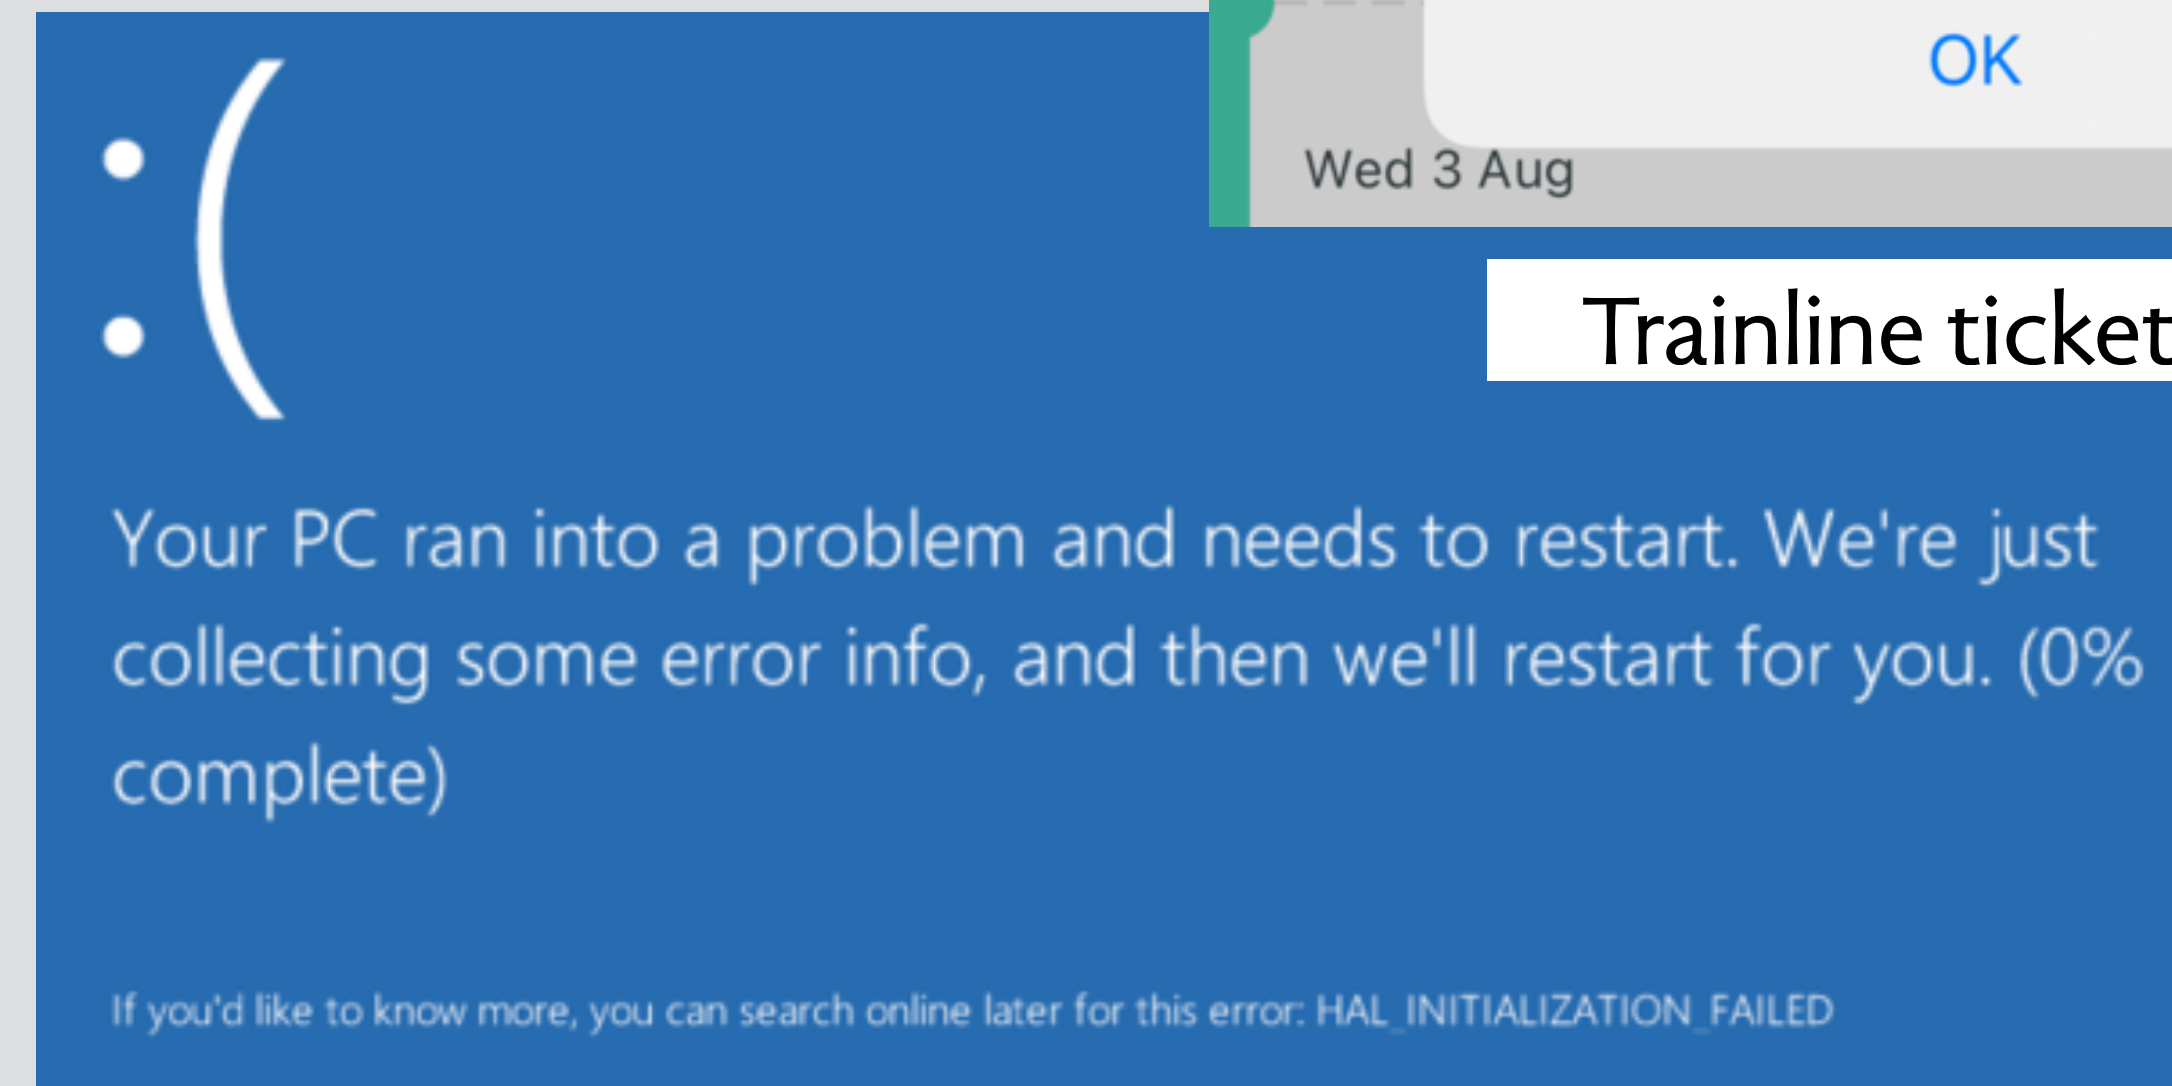 OK
Wed 3 Aug
Trainline ticket
:(
Your PC ran into a problem and needs to restart. We're just
collecting some error info, and then we'll restart for you. (0%
complete)
If you'd like to know more, you can search online later for this error: HAL_INITIALIZATION_FAILED